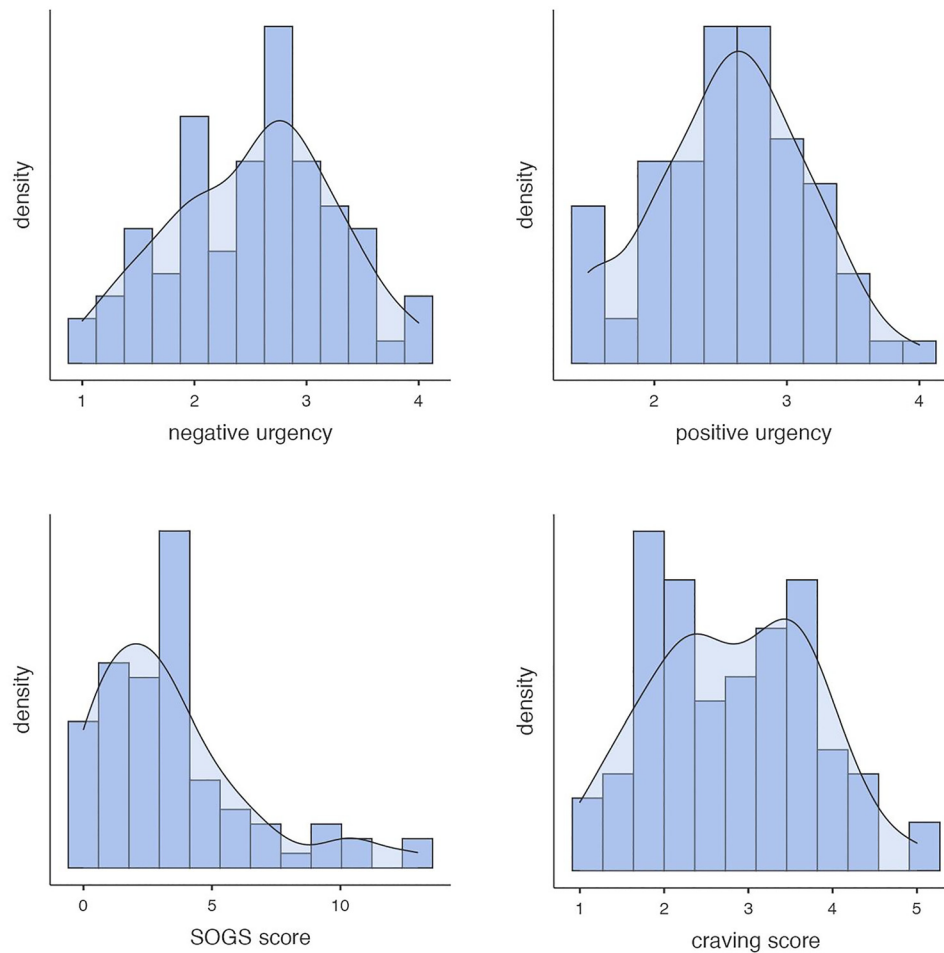 density
1 2 3 4
negative urgency
density
2 3 4
positive urgency
density
0 5 10
SOGS score
density
1 2 3 4 5
craving score